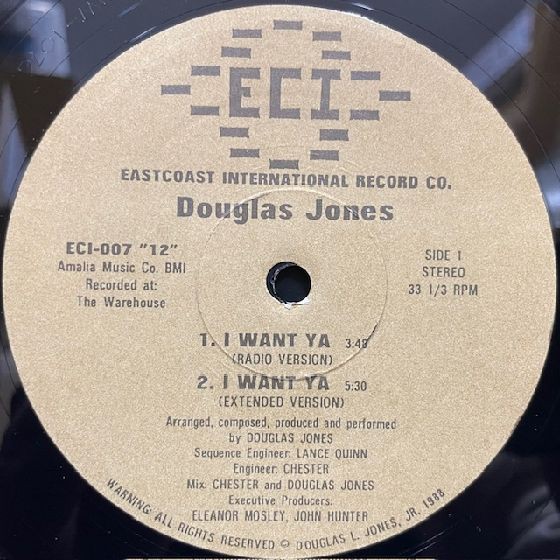 ECI
EASTCOAST INTERNATIONAL RECORD CO.
Douglas Jones
ECI-007 "12"
Amalia Music Co. BMI
Recorded at:
The Warehouse
SIDE 1
STEREO
33 1/3 RPM
1. I WANT YA 3:48
(RADIO VERSION)
2. I WANT YA 5:30
(EXTENDED VERSION)
Arranged, composed, produced and performed
by DOUGLAS JONES
Sequence Engineer: LANCE QUINN
Engineer: CHESTER
Mix: CHESTER and DOUGLAS JONES
Executive Producers:
ELEANOR MOSLEY, JOHN HUNTER
WARNING: ALL RIGHTS RESERVED © DOUGLAS L. JONES, JR. 1988